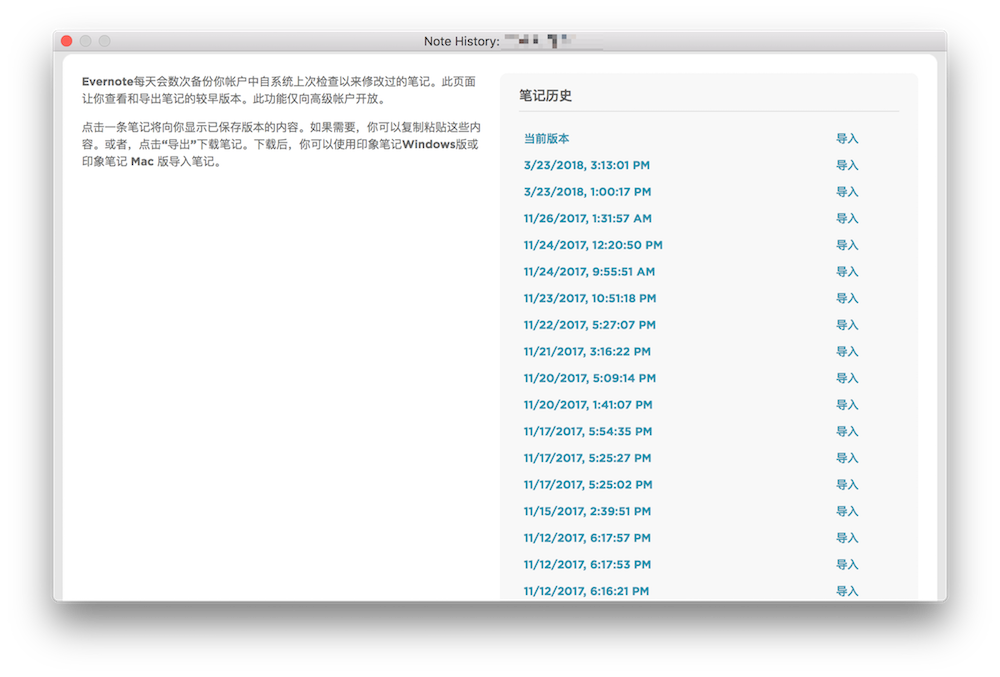 Note History:
Evernote每天会数次备份你帐户中自系统上次检查以来修改过的笔记。此页面
让你查看和导出笔记的较早版本。此功能仅向高级帐户开放。
点击一条笔记将向你显示已保存版本的内容。如果需要，你可以复制粘贴这些内
容。或者，点击“导出”下载笔记。下载后，你可以使用印象笔记Windows版或
印象笔记 Mac 版导入笔记。
笔记历史
当前版本 导入
3/23/2018, 3:13:01 PM 导入
3/23/2018, 1:00:17 PM 导入
11/26/2017, 1:31:57 AM 导入
11/24/2017, 12:20:50 PM 导入
11/24/2017, 9:55:51 AM 导入
11/23/2017, 10:51:18 PM 导入
11/22/2017, 5:27:07 PM 导入
11/21/2017, 3:16:22 PM 导入
11/20/2017, 5:09:14 PM 导入
11/20/2017, 1:41:07 PM 导入
11/17/2017, 5:54:35 PM 导入
11/17/2017, 5:25:27 PM 导入
11/17/2017, 5:25:02 PM 导入
11/15/2017, 2:39:51 PM 导入
11/12/2017, 6:17:57 PM 导入
11/12/2017, 6:17:53 PM 导入
11/12/2017, 6:16:21 PM 导入